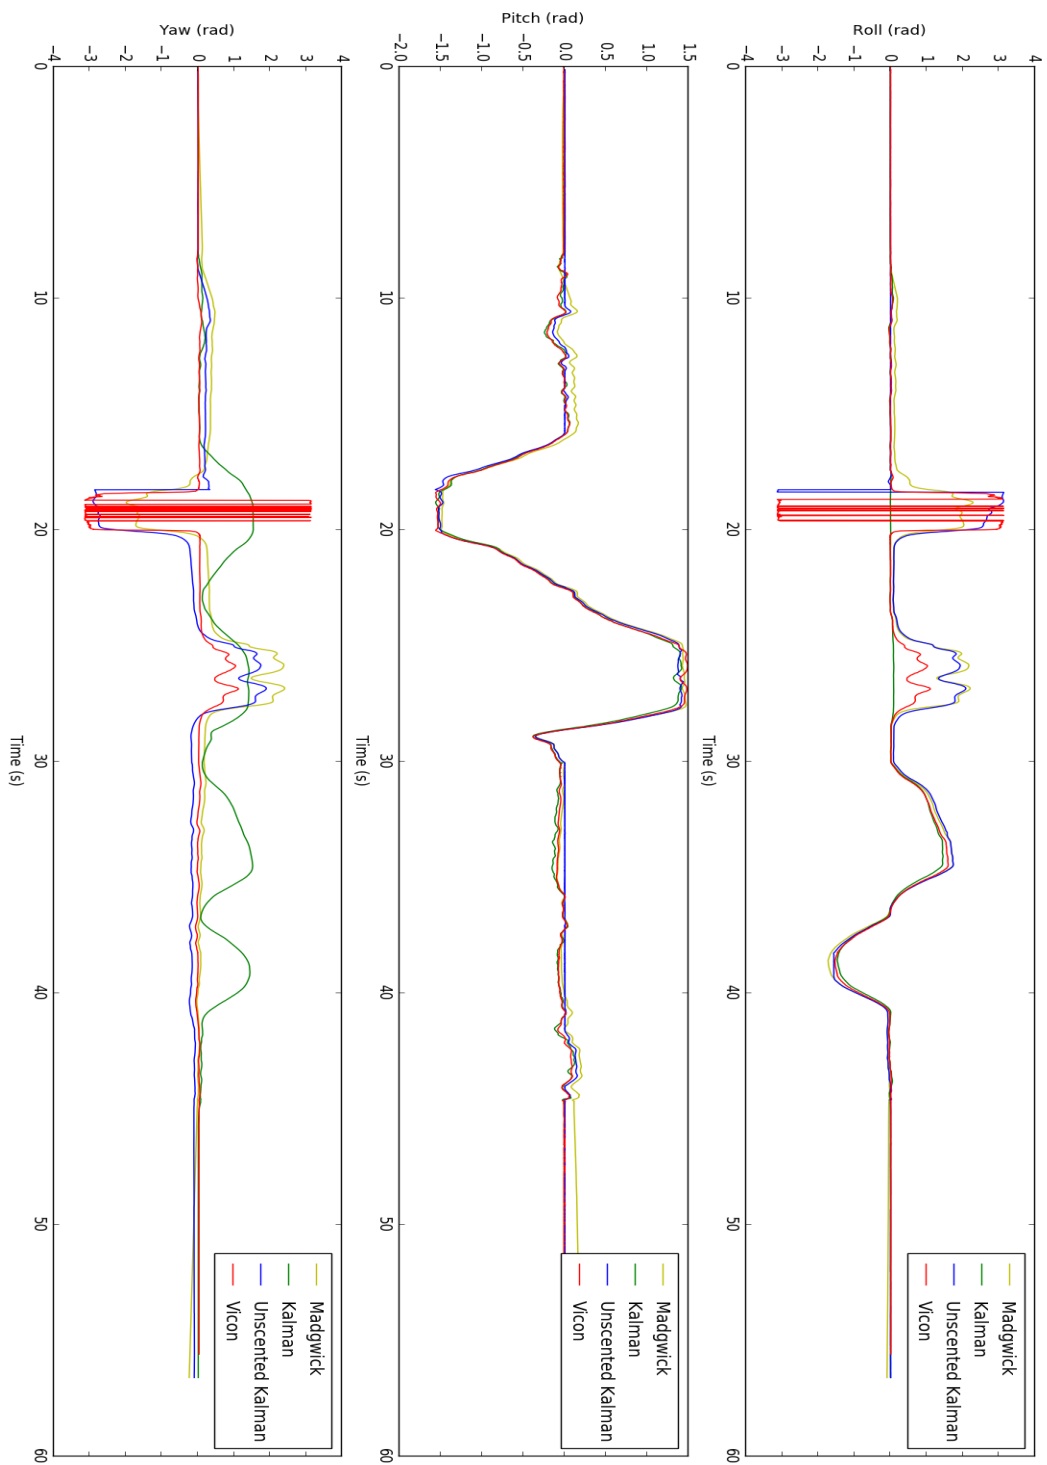 Roll (rad)
4
3
2
1
0
−1
−2
−3
−4
0
10
20
30
40
50
60
Time (s)
Madgwick
Kalman
Unscented Kalman
Vicon
Pitch (rad)
1.5
1.0
0.5
0.0
−0.5
−1.0
−1.5
−2.0
0
10
20
30
40
50
60
Time (s)
Madgwick
Kalman
Unscented Kalman
Vicon
Yaw (rad)
4
3
2
1
0
−1
−2
−3
−4
0
10
20
30
40
50
60
Time (s)
Madgwick
Kalman
Unscented Kalman
Vicon